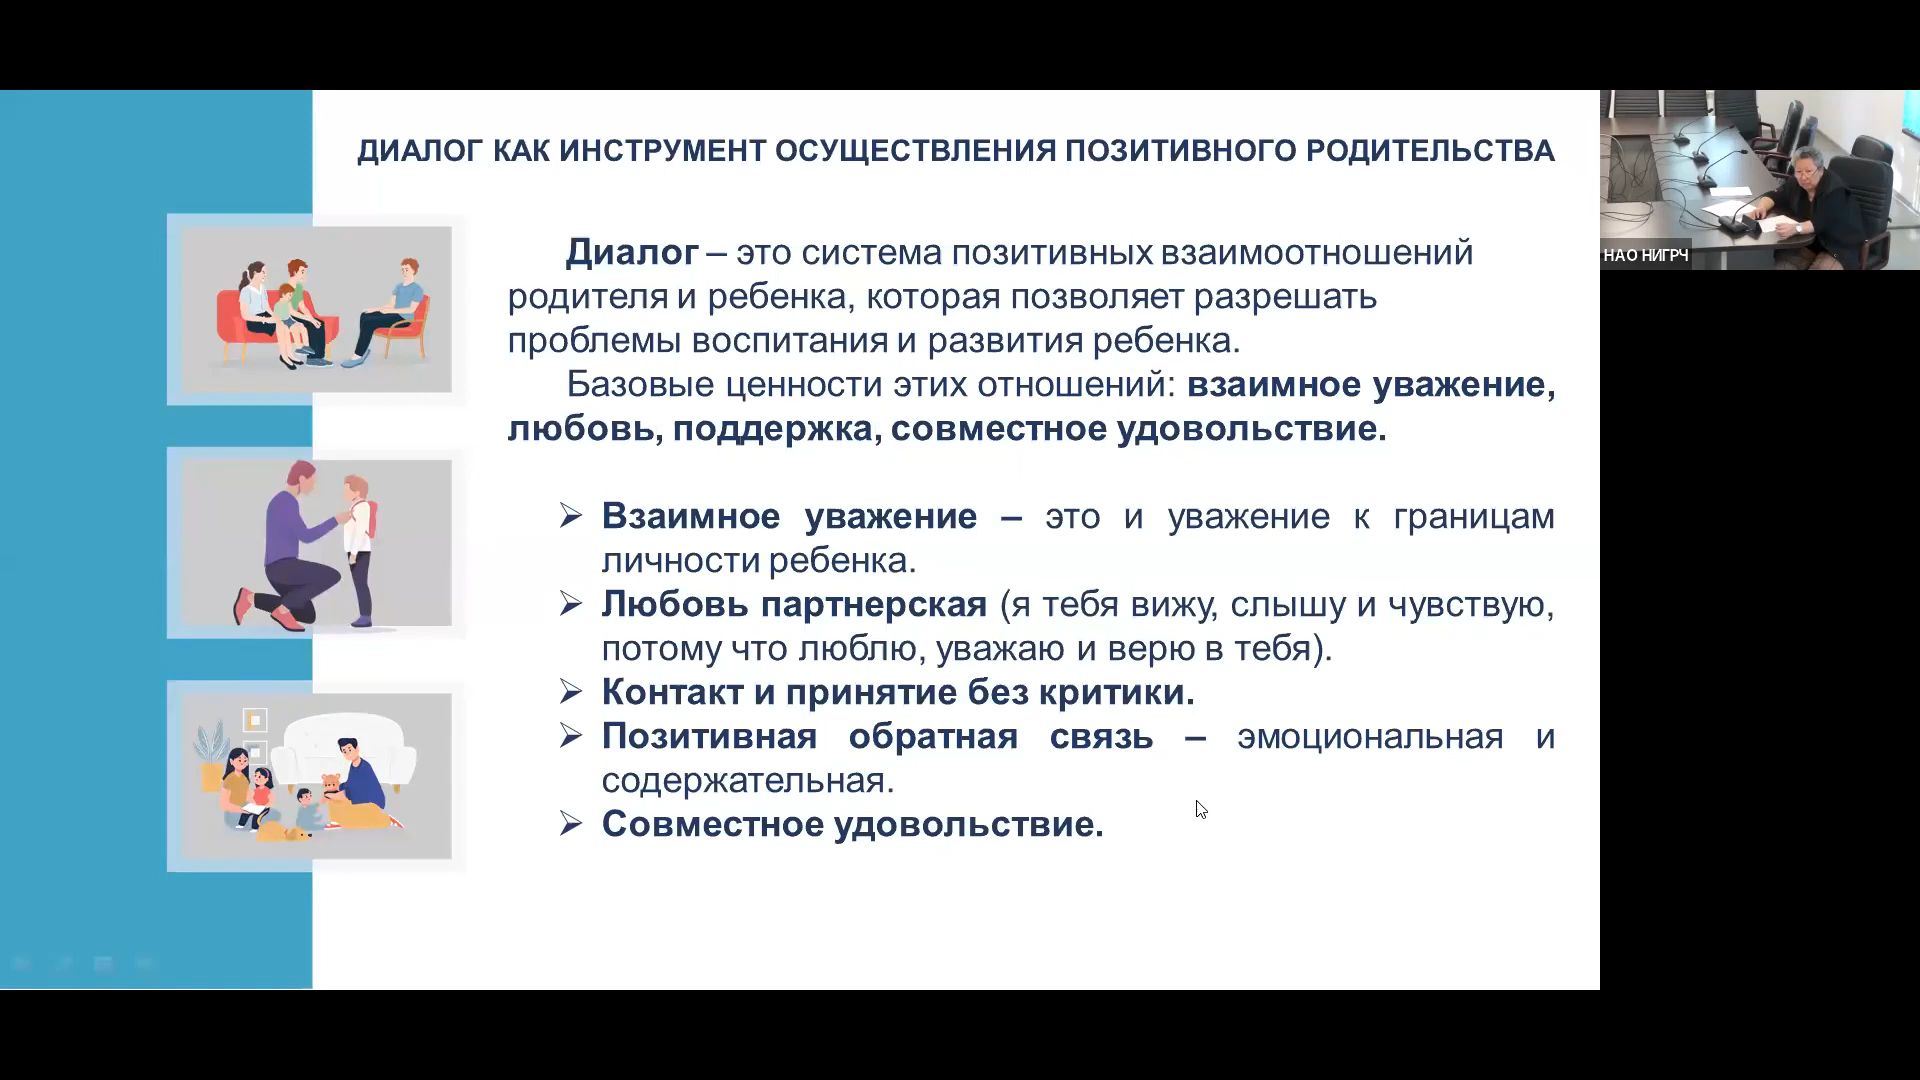 ДИАЛОГ КАК ИНСТРУМЕНТ ОСУЩЕСТВЛЕНИЯ ПОЗИТИВНОГО РОДИТЕЛЬСТВА
Диалог – это система позитивных взаимоотношений
родителя и ребенка, которая позволяет разрешать
проблемы воспитания и развития ребенка.
Базовые ценности этих отношений: взаимное уважение,
любовь, поддержка, совместное удовольствие.
➢ Взаимное уважение – это и уважение к границам
личности ребенка.
➢ Любовь партнерская (я тебя вижу, слышу и чувствую,
потому что люблю, уважаю и верю в тебя).
➢ Контакт и принятие без критики.
➢ Позитивная обратная связь – эмоциональная и
содержательная.
➢ Совместное удовольствие.
НАО НИГРЧ